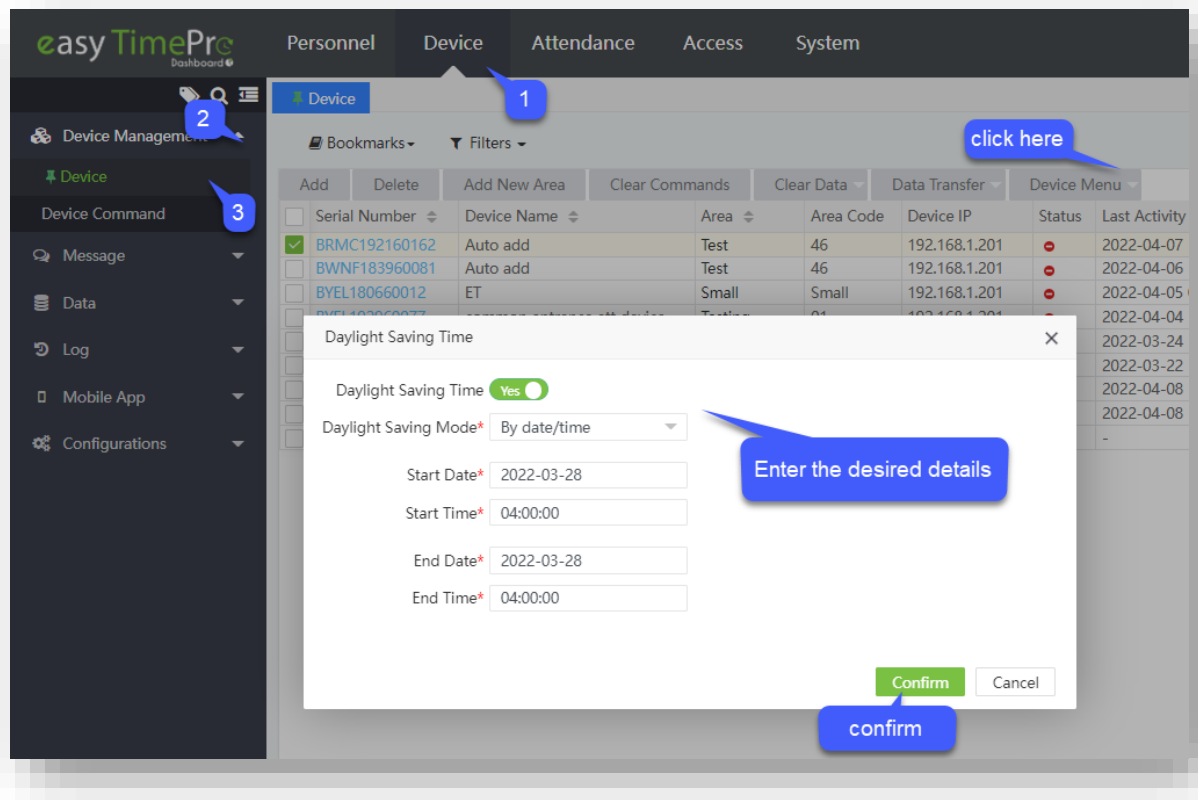 easy TimePro
Dashboard
Personnel Device Attendance Access System
1
Device
2
Device Management
Bookmarks Filters
click here
Device
Add Delete Add New Area Clear Commands Clear Data Data Transfer Device Menu
Device Command
3
Serial Number Device Name Area Area Code Device IP Status Last Activity
BRMC192160162 Auto add Test 46 192.168.1.201 2022-04-07
Message
BWNF183960081 Auto add Test 46 192.168.1.201 2022-04-06
BYEL180660012 ET Small Small 192.168.1.201 2022-04-05
Data
2022-04-04
Daylight Saving Time
2022-03-24
Log
2022-03-22
Daylight Saving Time Yes
2022-04-08
Mobile App
2022-04-08
Daylight Saving Mode* By date/time
-
Configurations
Enter the desired details
Start Date* 2022-03-28
Start Time* 04:00:00
End Date* 2022-03-28
End Time* 04:00:00
Confirm Cancel
confirm